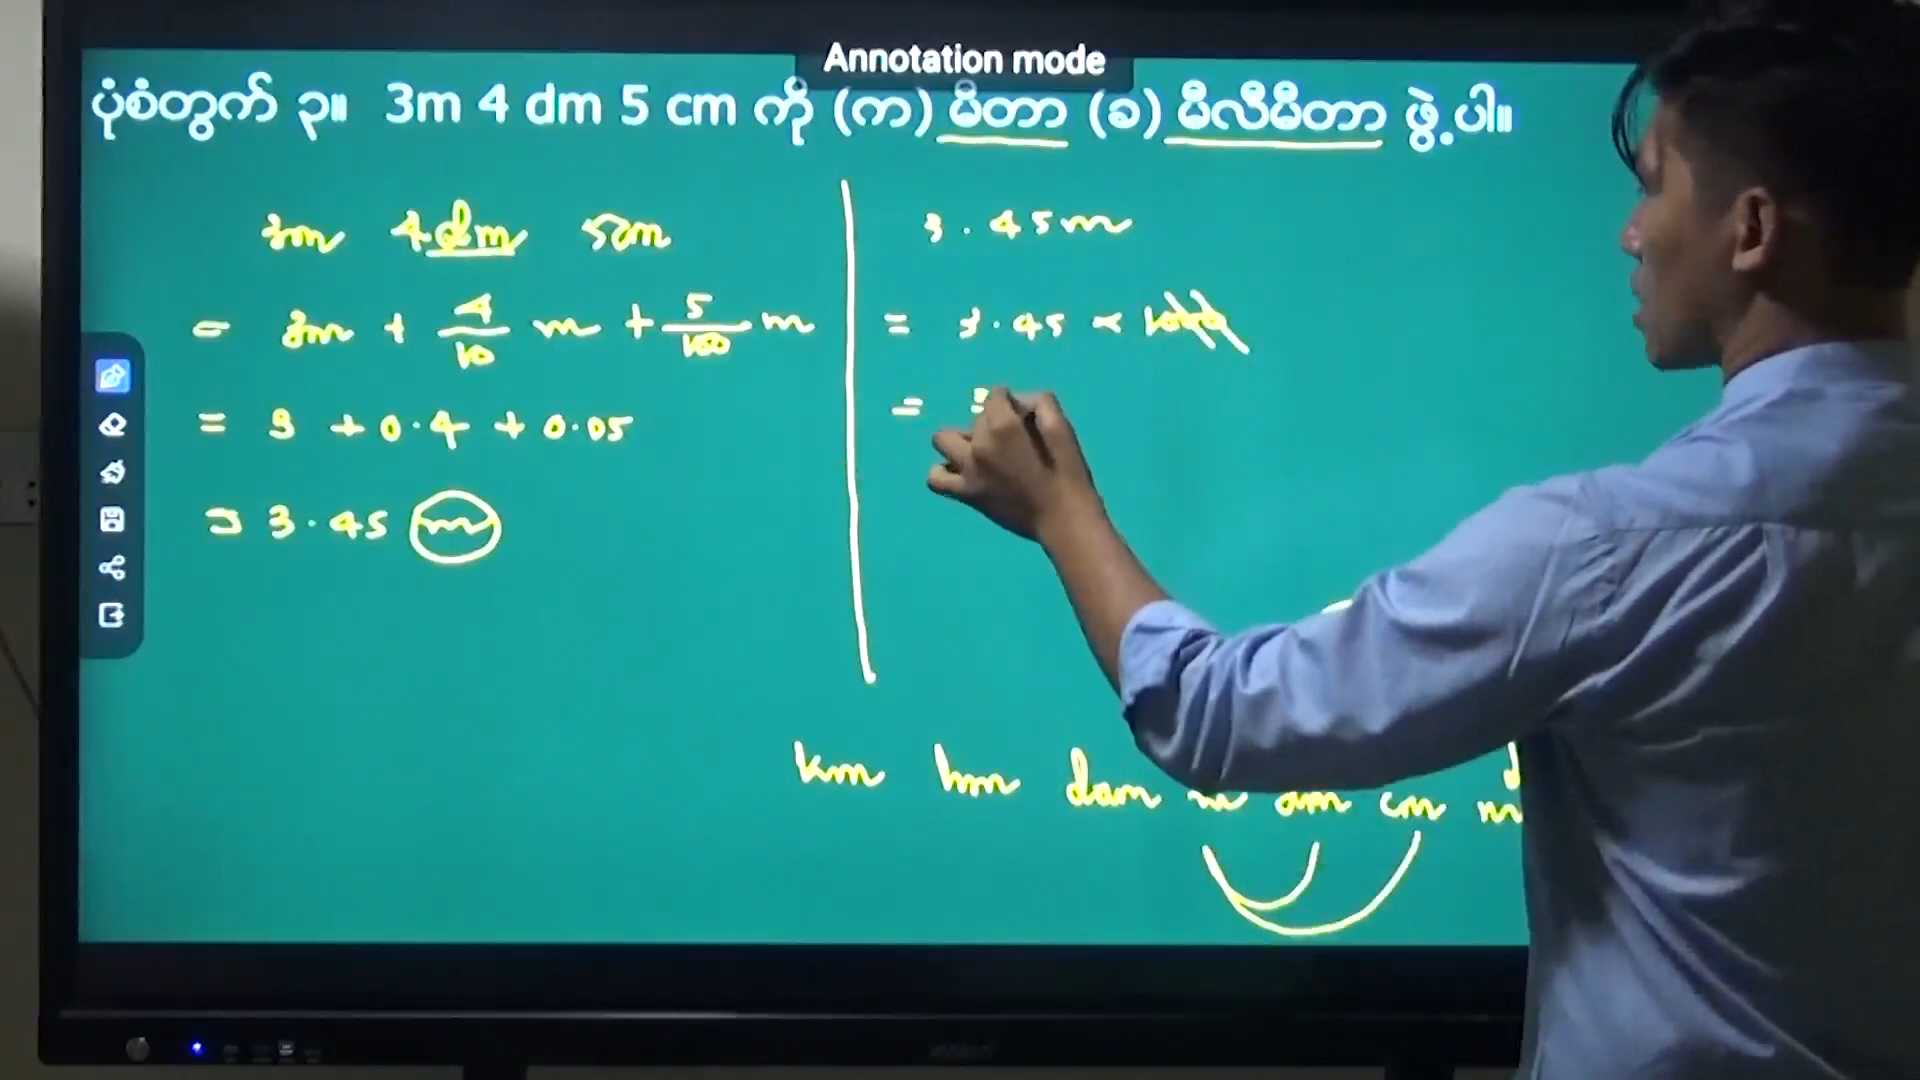 Annotation mode
ပုံစံတွက် ၃။ 3m 4 dm 5 cm ကို (က) မီတာ (ခ) မီလီမီတာ ဖွဲ့ပါ။
3m 4dm 5cm
= 3m + 4/10 m + 5/100 m
= 3 + 0.4 + 0.05
= 3.45 m
3.45m
= 3.45 × 1000
= 3
km hm dam m dm cm m